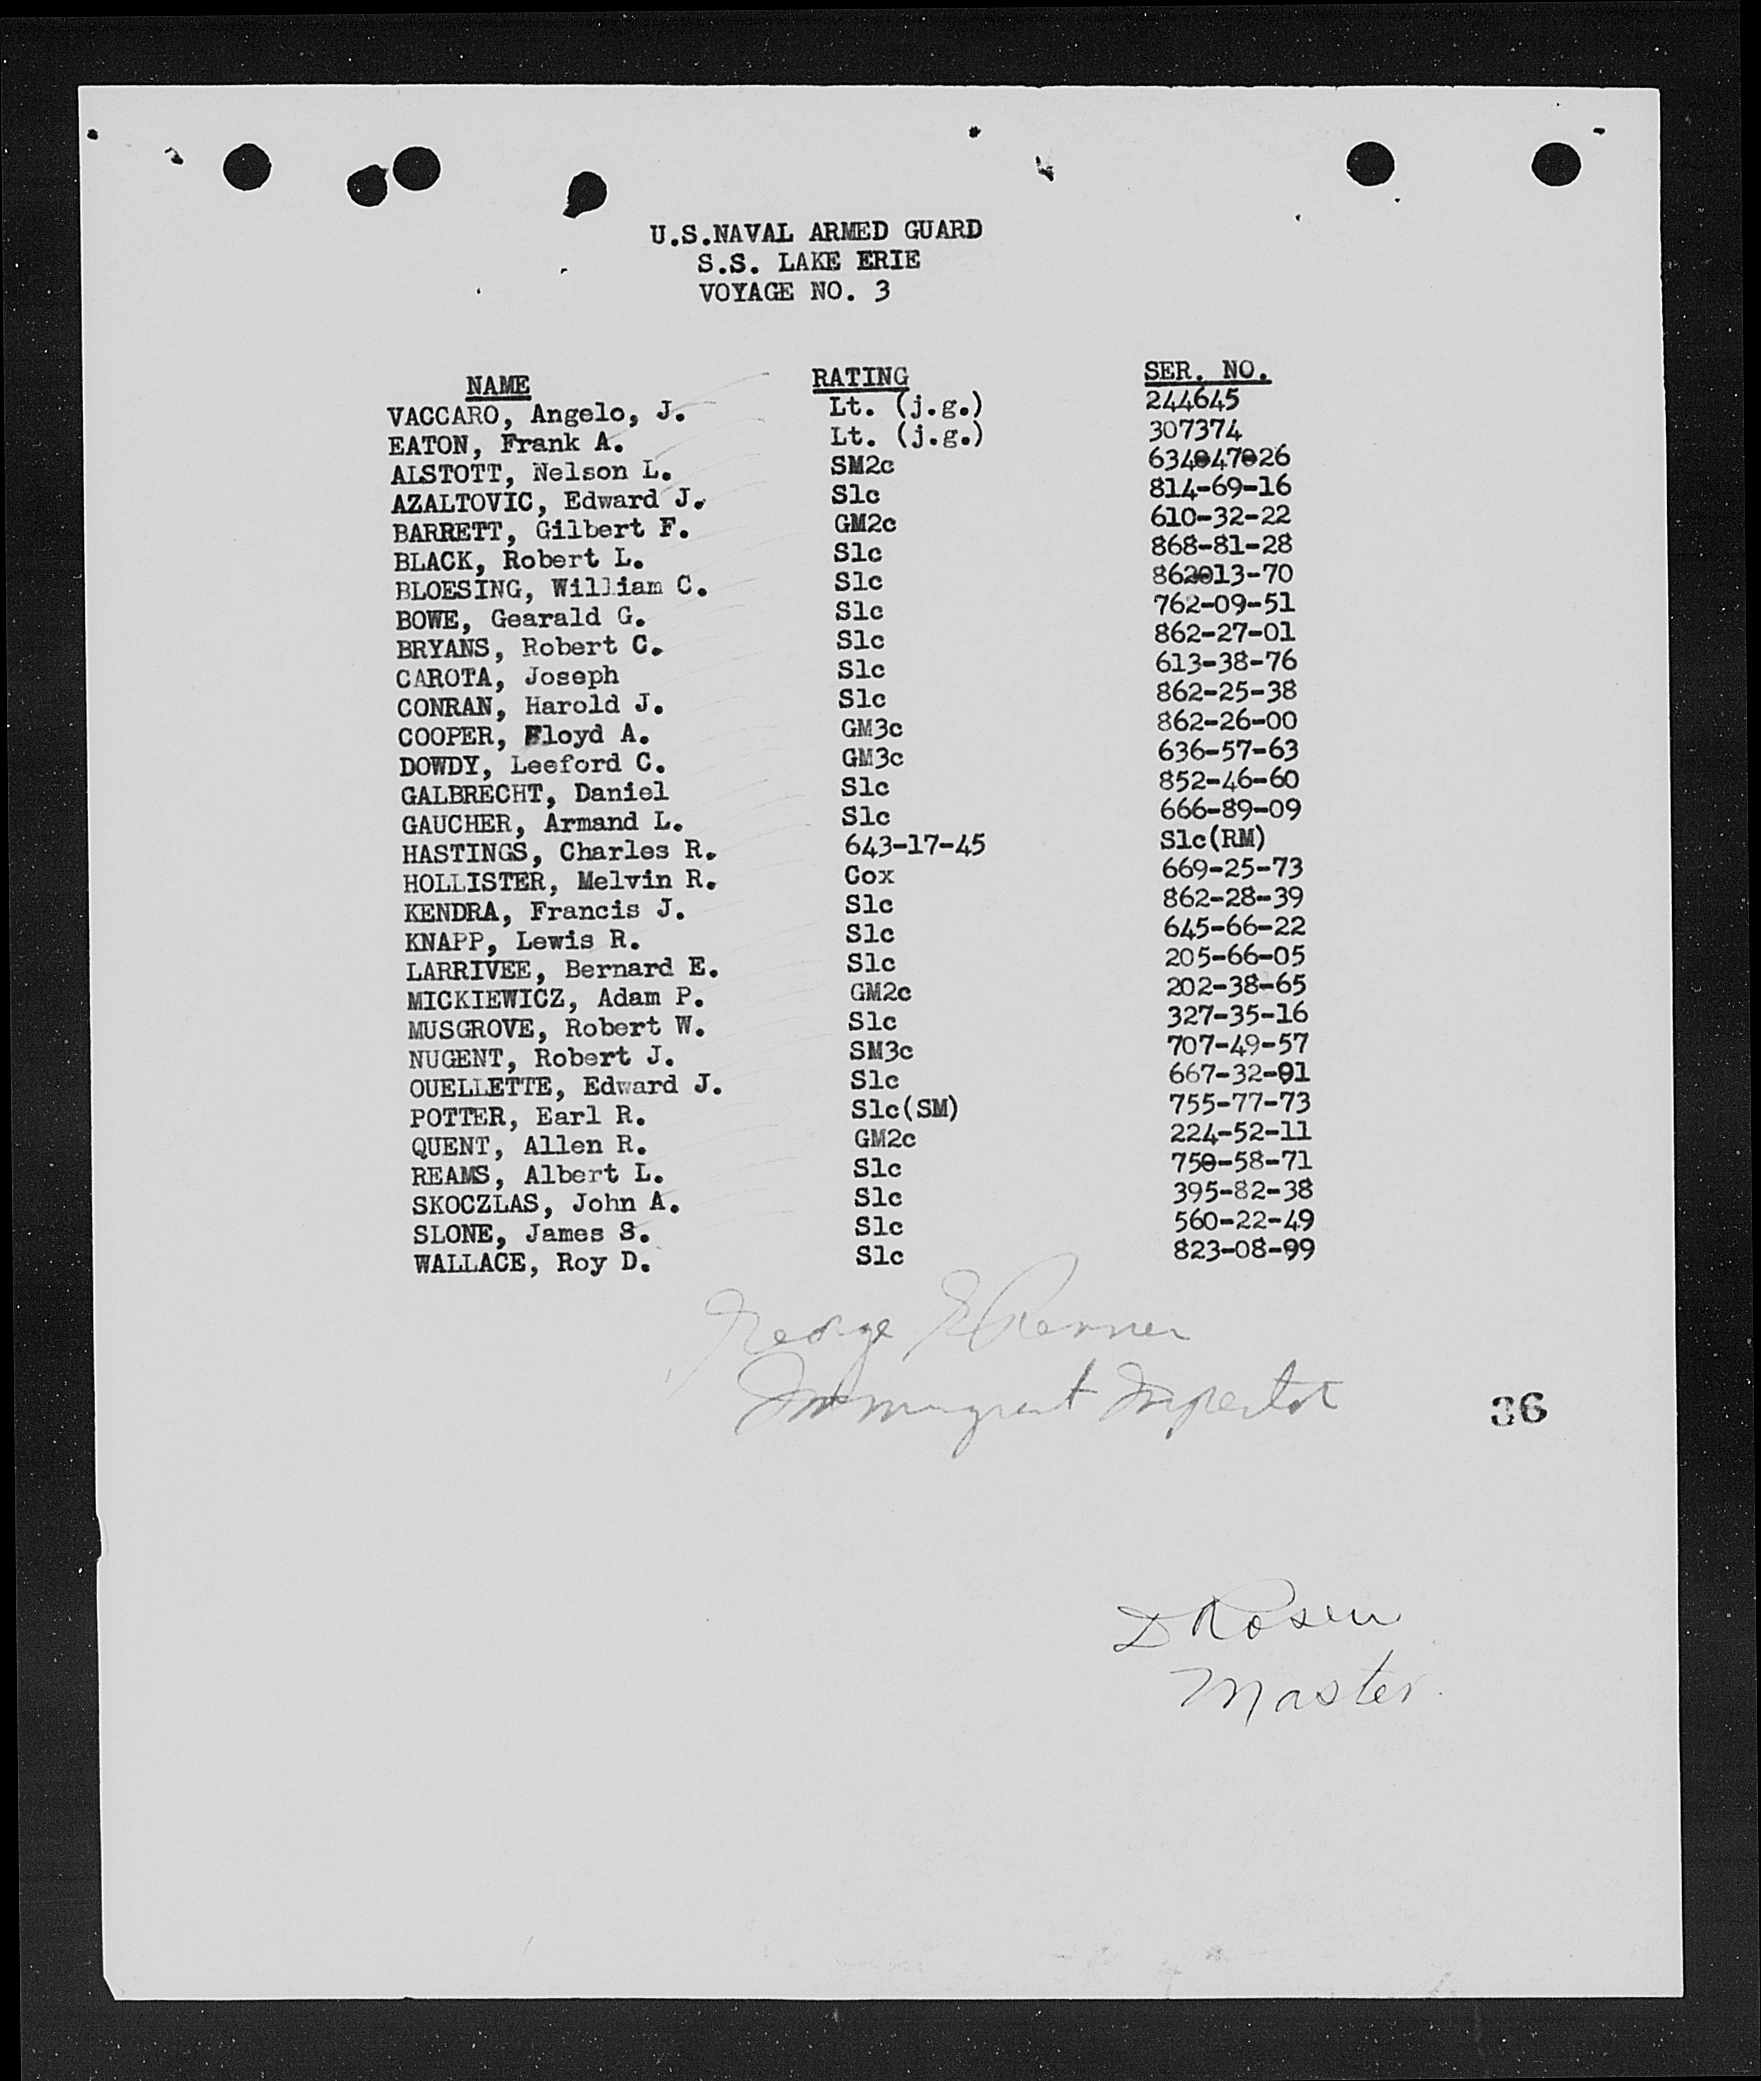 U.S.NAVAL ARMED GUARD
S.S. LAKE ERIE
VOYAGE NO. 3
NAME RATING SER. NO.
VACCARO, Angelo, J. Lt. (j.g.) 244645
EATON, Frank A. Lt. (j.g.) 307374
ALSTOTT, Nelson L. SM2c 634-47-26
AZALTOVIC, Edward J. S1c 814-69-16
BARRETT, Gilbert F. GM2c 610-32-22
BLACK, Robert L. S1c 868-81-28
BLOESING, William C. S1c 862-13-70
BOWE, Gearald G. S1c 762-09-51
BRYANS, Robert C. S1c 862-27-01
CAROTA, Joseph S1c 613-38-76
CONRAN, Harold J. S1c 862-25-38
COOPER, Floyd A. GM3c 862-26-00
DOWDY, Leeford C. GM3c 636-57-63
GALBRECHT, Daniel S1c 852-46-60
GAUCHER, Armand L. S1c 666-89-09
HASTINGS, Charles R. 643-17-45 S1c(RM)
HOLLISTER, Melvin R. Cox 669-25-73
KENDRA, Francis J. S1c 862-28-39
KNAPP, Lewis R. S1c 645-66-22
LARRIVEE, Bernard E. S1c 205-66-05
MICKIEWICZ, Adam P. GM2c 202-38-65
MUSGROVE, Robert W. S1c 327-35-16
NUGENT, Robert J. SM3c 707-49-57
OUELLETTE, Edward J. S1c 667-32-91
POTTER, Earl R. S1c(SM) 755-77-73
QUENT, Allen R. GM2c 224-52-11
REAMS, Albert L. S1c 750-58-71
SKOCZLAS, John A. S1c 395-82-38
SLONE, James S. S1c 560-22-49
WALLACE, Roy D. S1c 823-08-99
George
Immigrant Inspector
36
D Rosen
Master